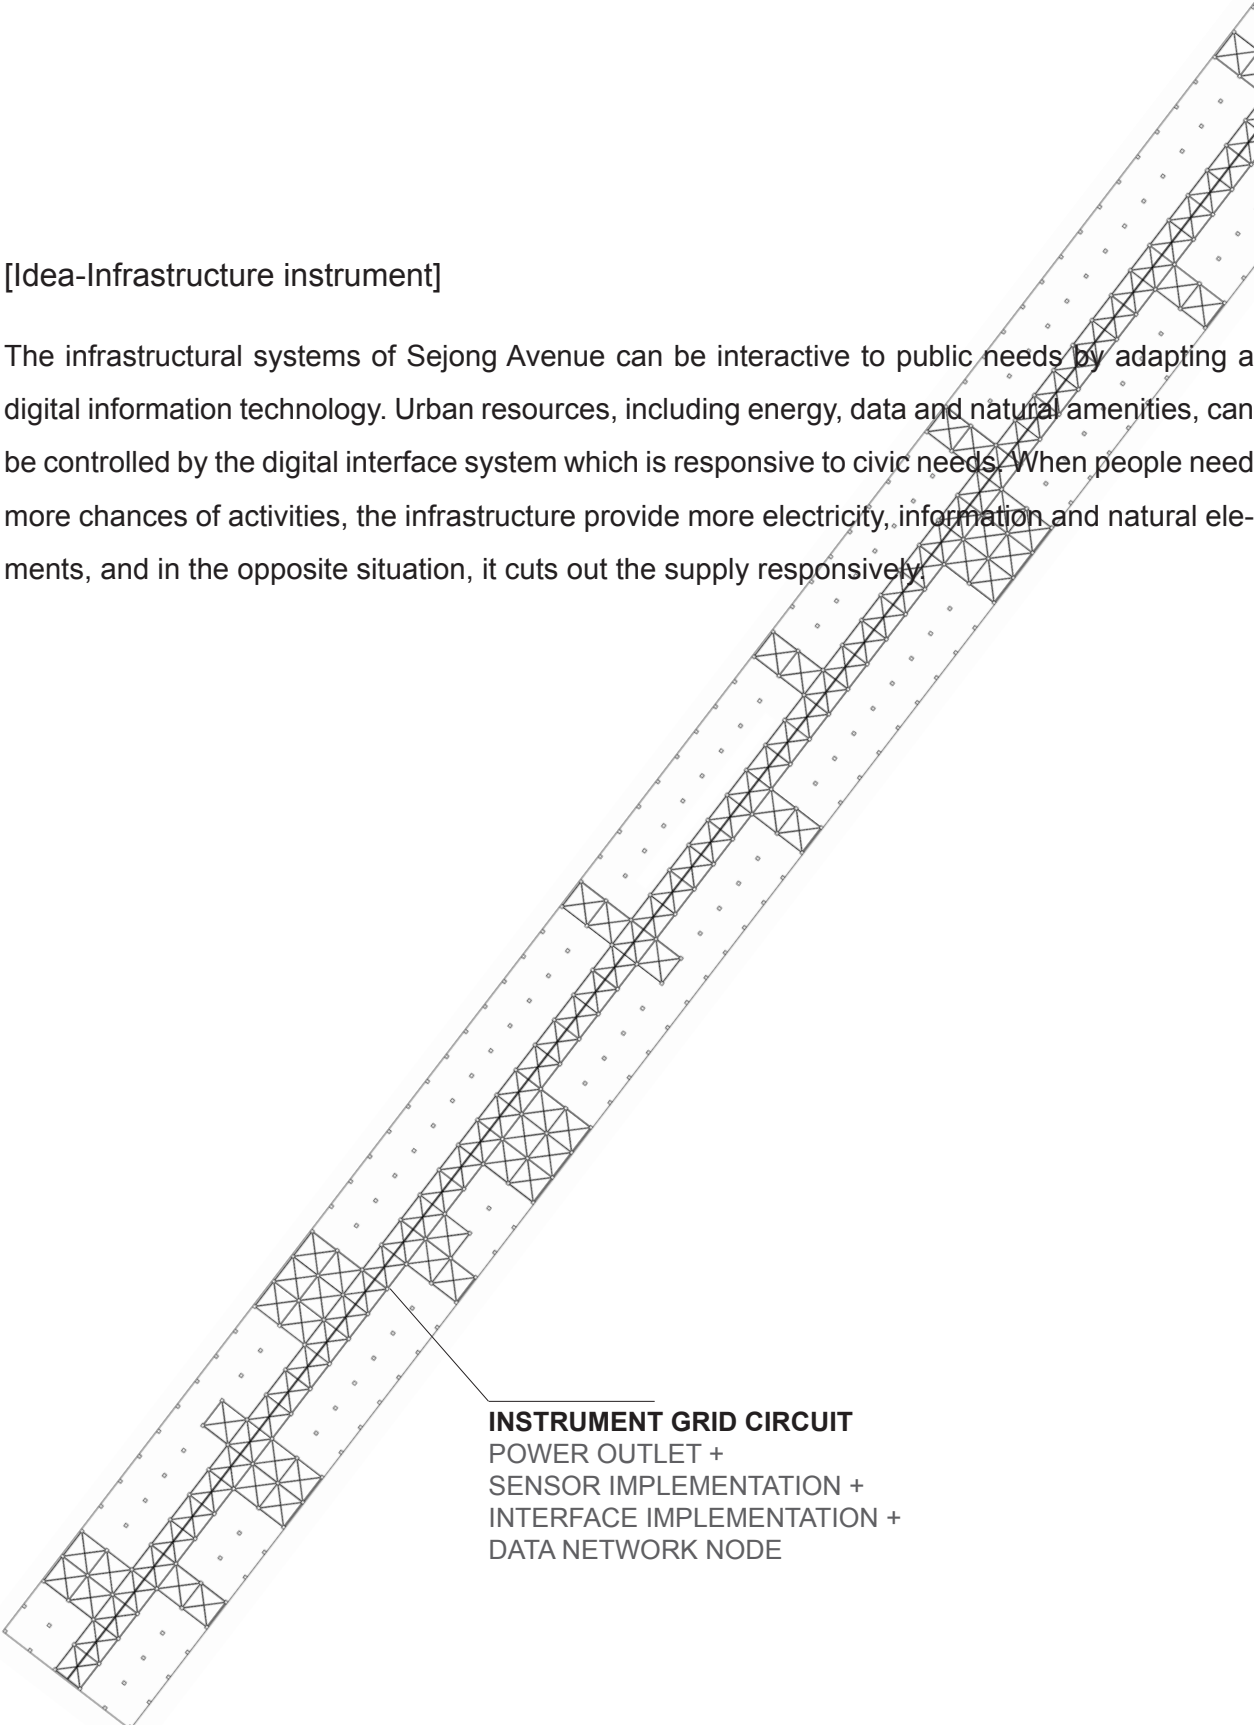 [Idea-Infrastructure instrument]
The infrastructural systems of Sejong Avenue can be interactive to public needs by adapting a
digital information technology. Urban resources, including energy, data and natural amenities, can
be controlled by the digital interface system which is responsive to civic needs. When people need
more chances of activities, the infrastructure provide more electricity, information and natural ele-
ments, and in the opposite situation, it cuts out the supply responsively.
INSTRUMENT GRID CIRCUIT
POWER OUTLET +
SENSOR IMPLEMENTATION +
INTERFACE IMPLEMENTATION +
DATA NETWORK NODE